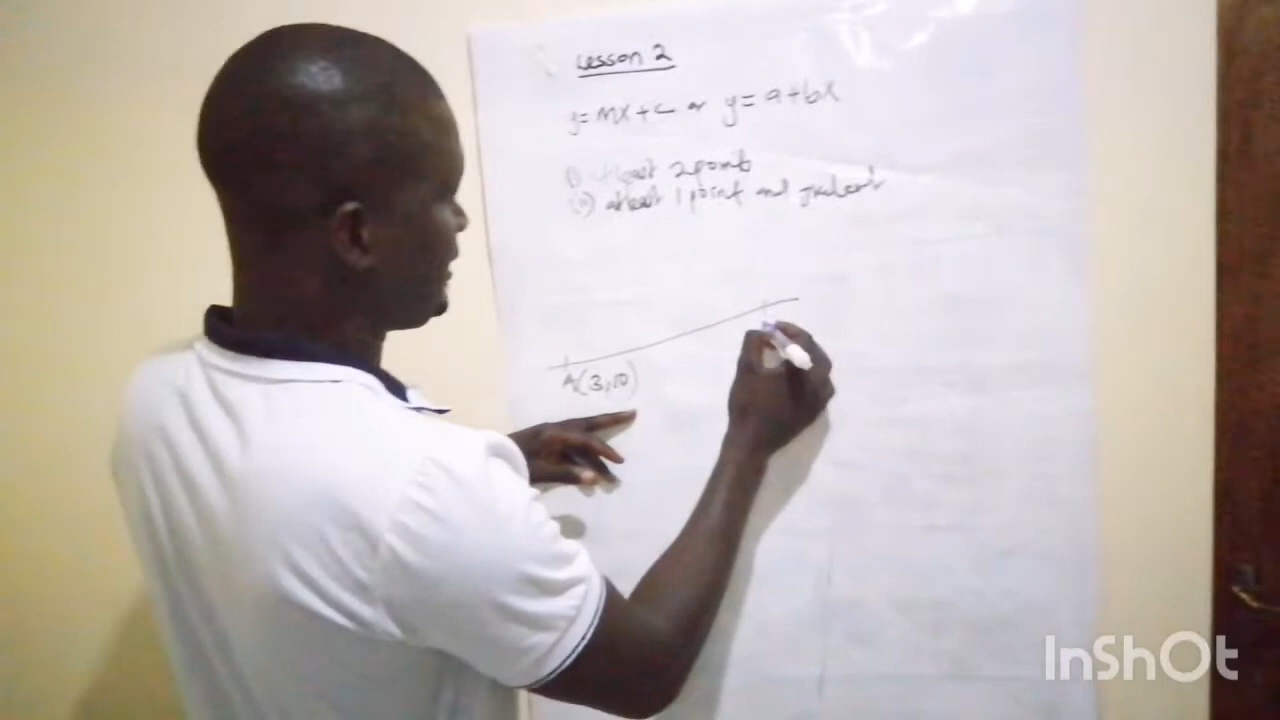 Lesson 2
y= mx+c or y= a+bx
(i) atleast 2 points
(ii) atleast 1 point and gradient
A(3,10)
InShOt